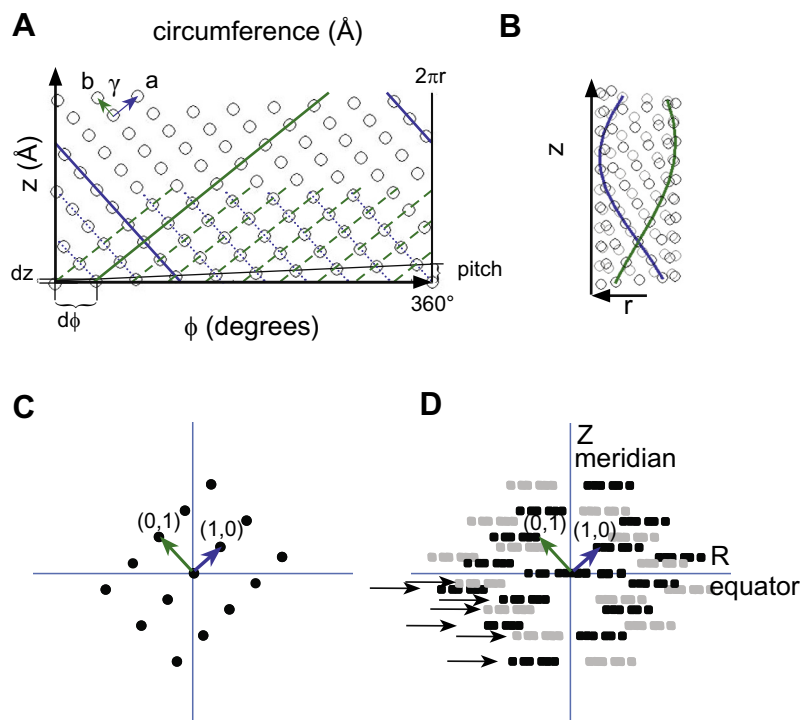 A
circumference (Å)
B
b γ a
2πr
z (Å)
z
dz
pitch
dϕ
ϕ (degrees)
360°
r
C
D
Z
meridian
(0,1)
(1,0)
(0,1)
(1,0)
R
equator